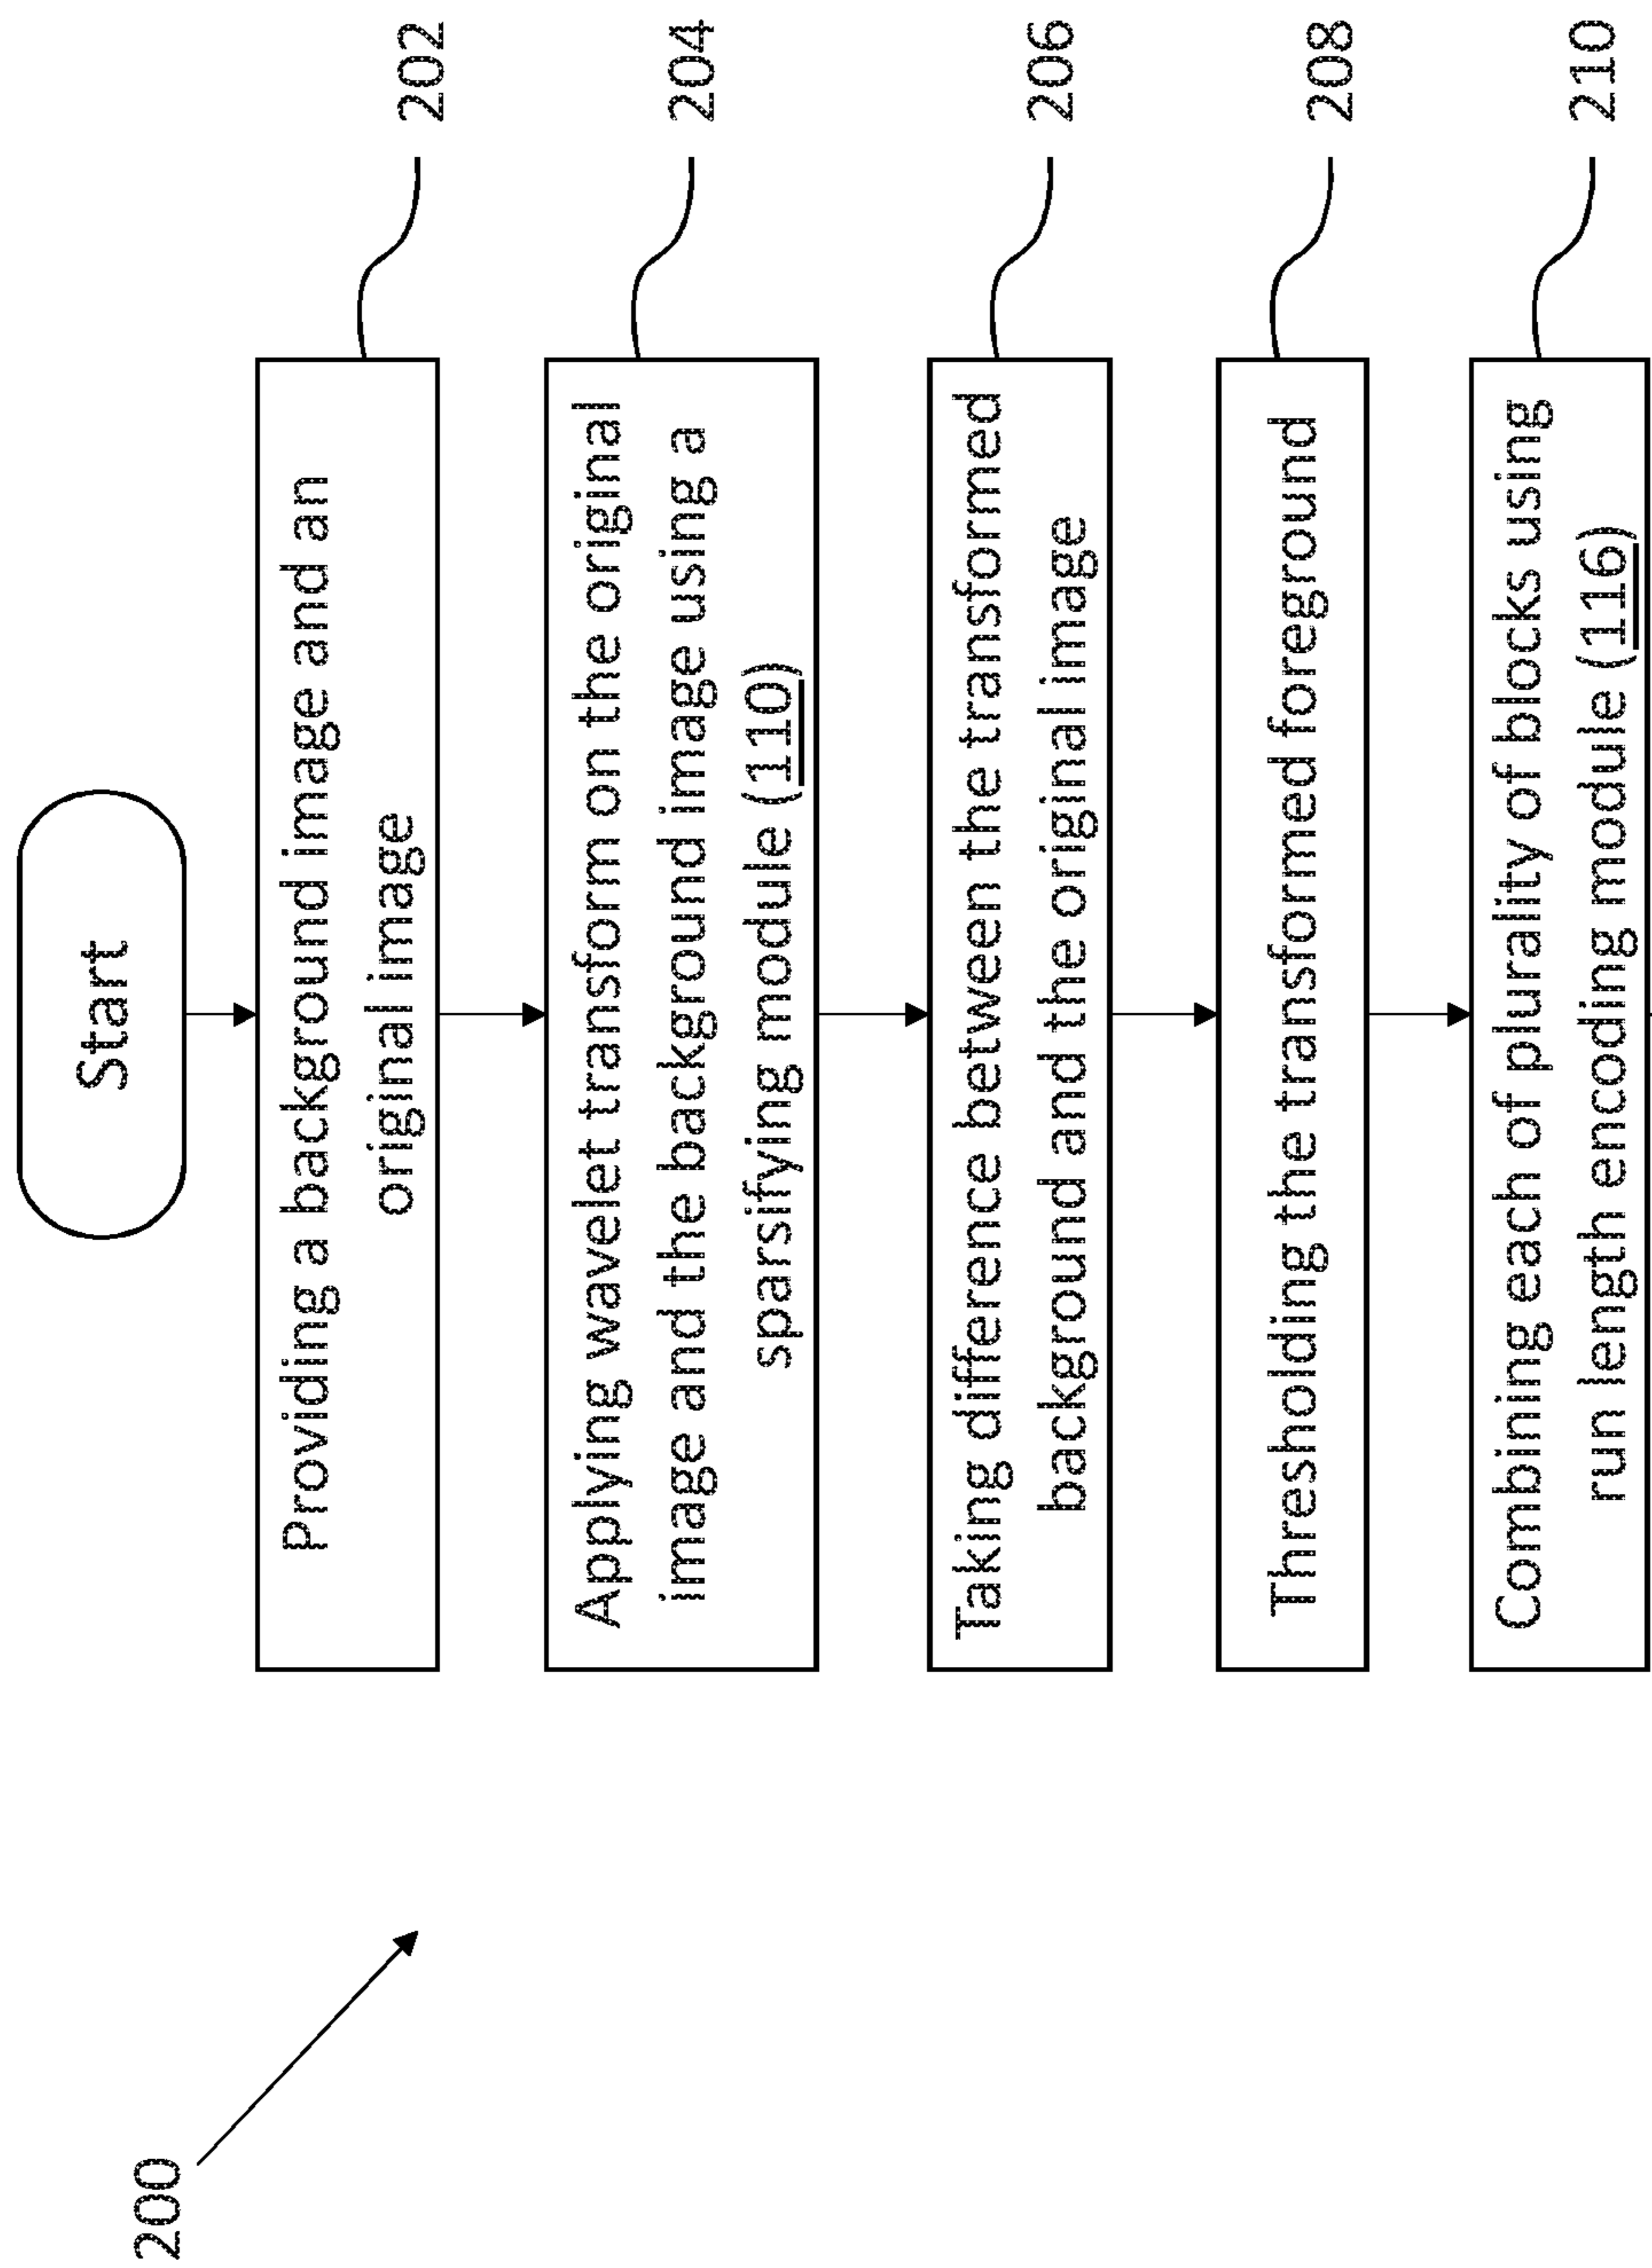 200
Start
Providing a background image and an
original image
202
Applying wavelet transform on the original
image and the background image using a
sparsifying module (110)
204
Taking difference between the transformed
background and the original image
206
Thresholding the transformed foreground
208
Combining each of plurality of blocks using
run length encoding module (116)
210